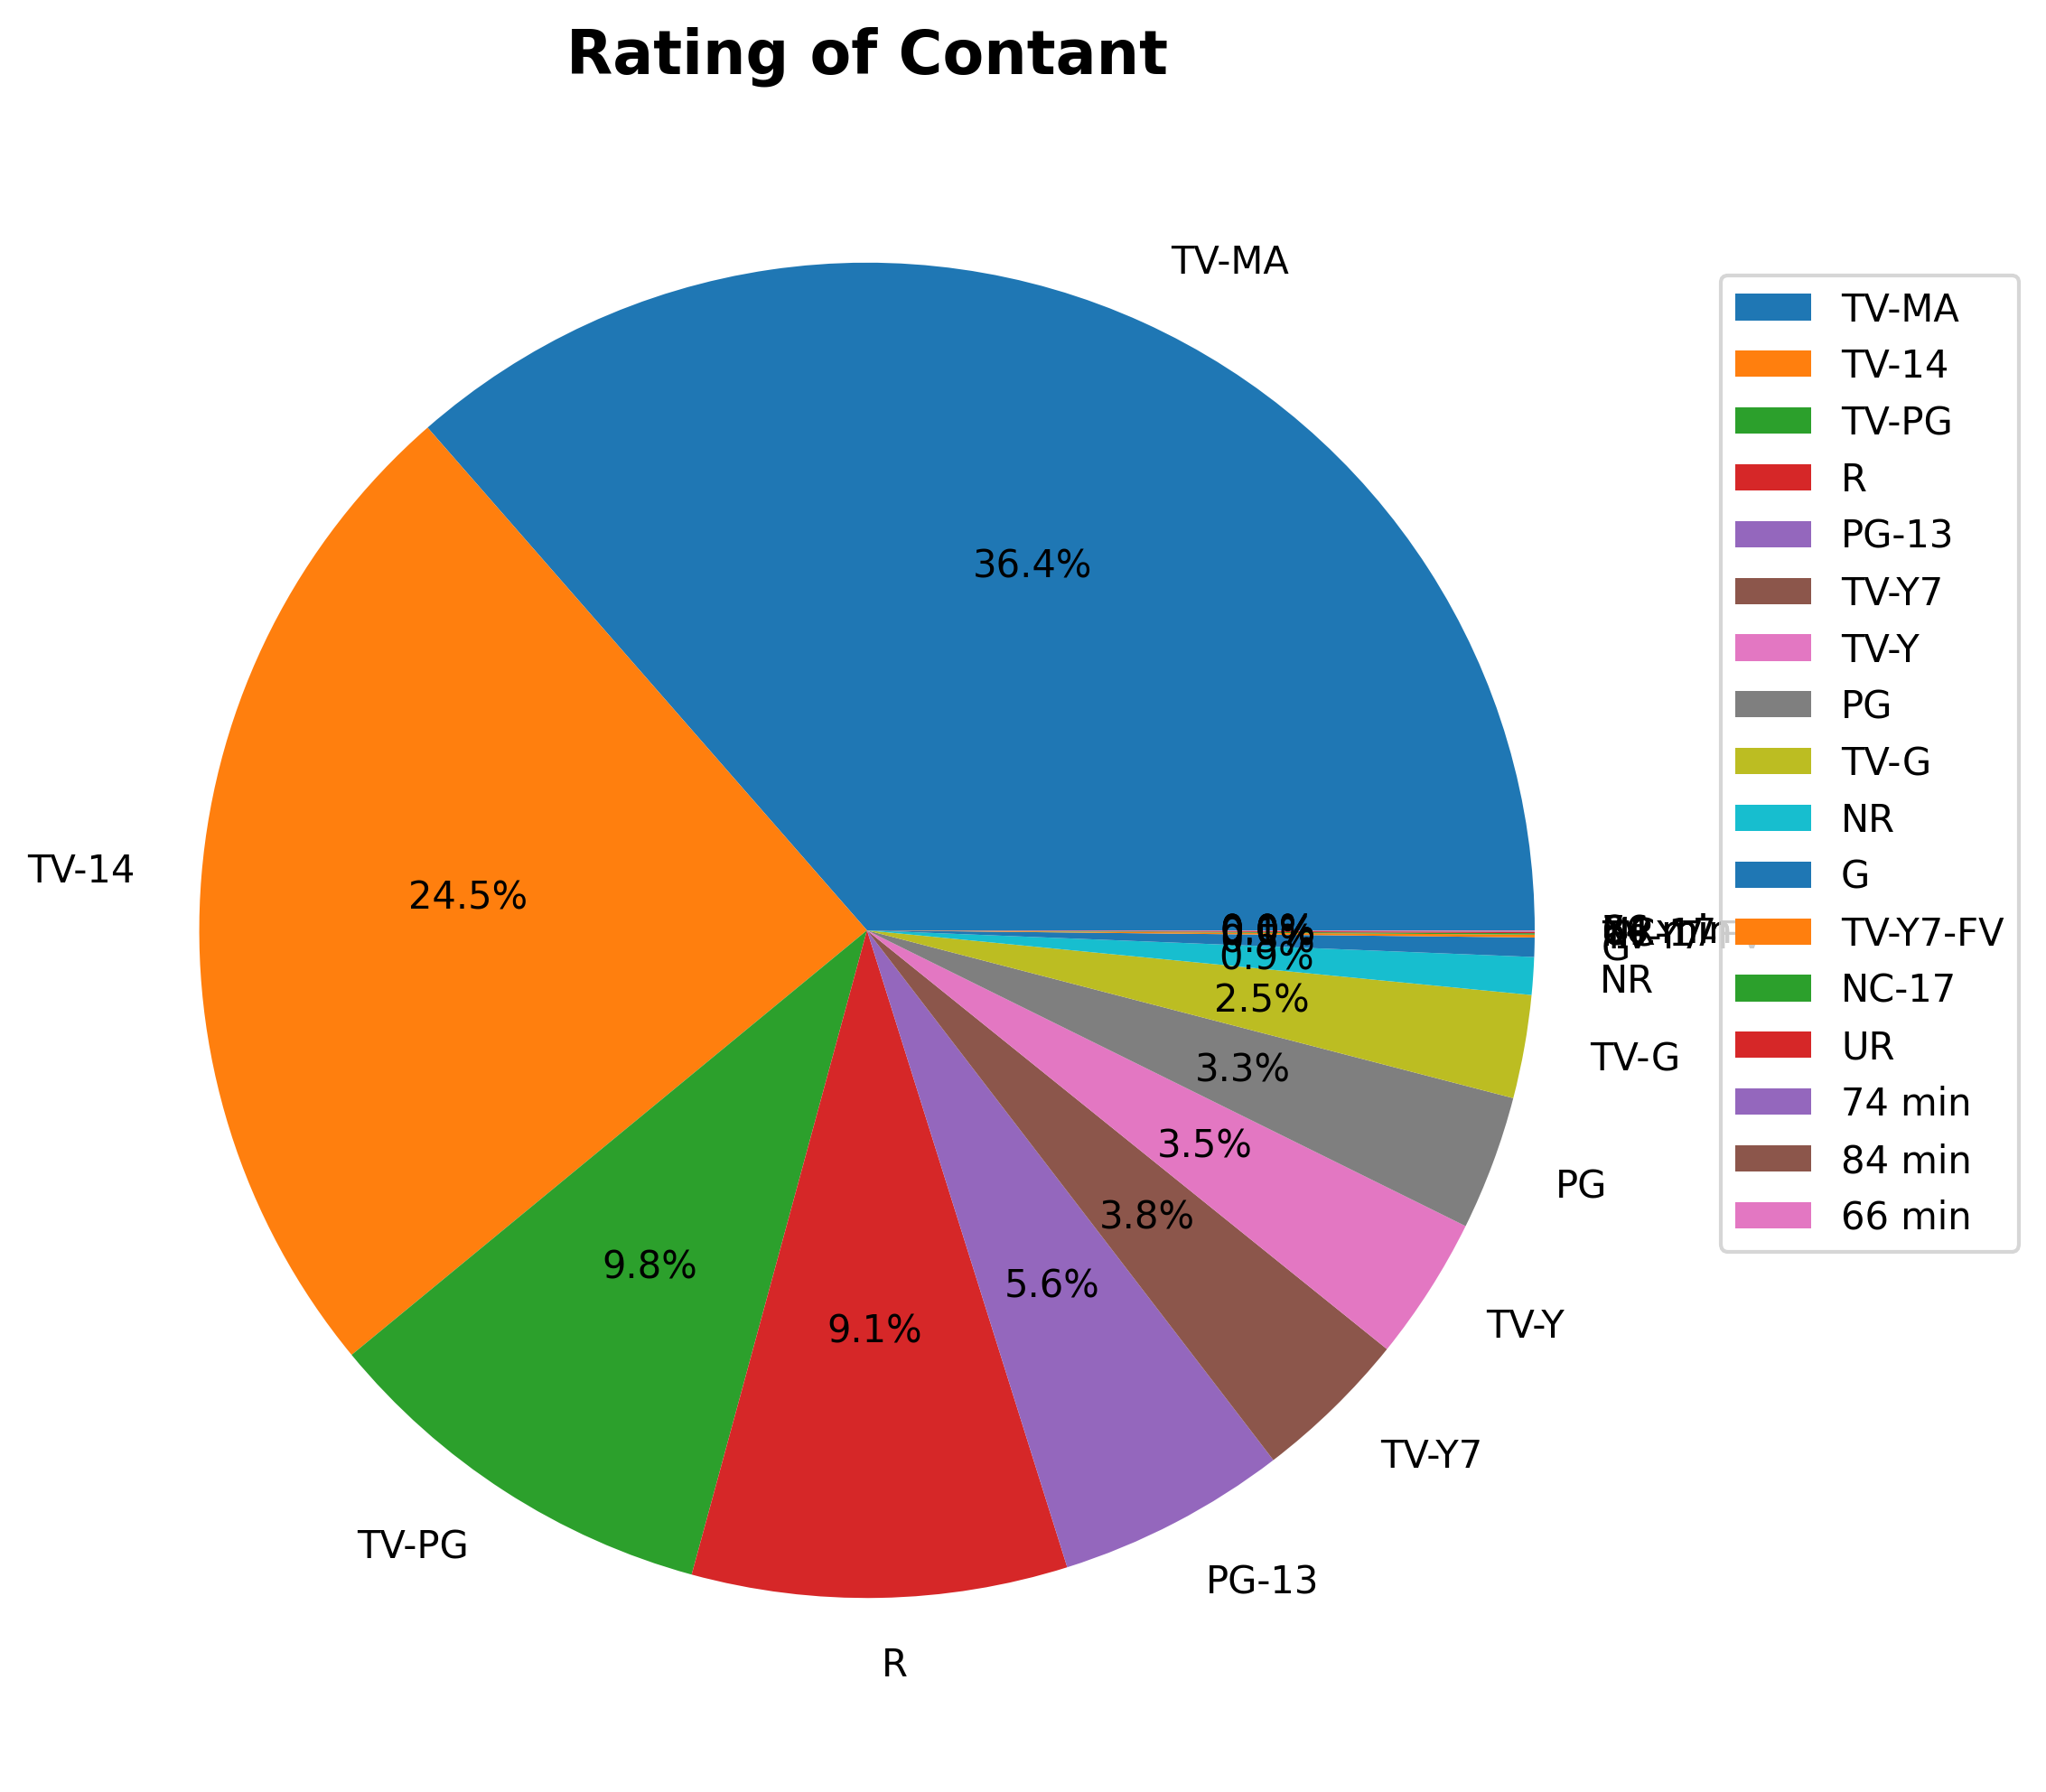 Rating of Contant
TV-MA
36.4%
TV-14
24.5%
TV-PG
9.8%
R
9.1%
PG-13
5.6%
TV-Y7
3.8%
TV-Y
3.5%
PG
3.3%
TV-G
2.5%
NR
0.9%
G
TV-MA
TV-14
TV-PG
R
PG-13
TV-Y7
TV-Y
PG
TV-G
NR
G
TV-Y7-FV
NC-17
UR
74 min
84 min
66 min